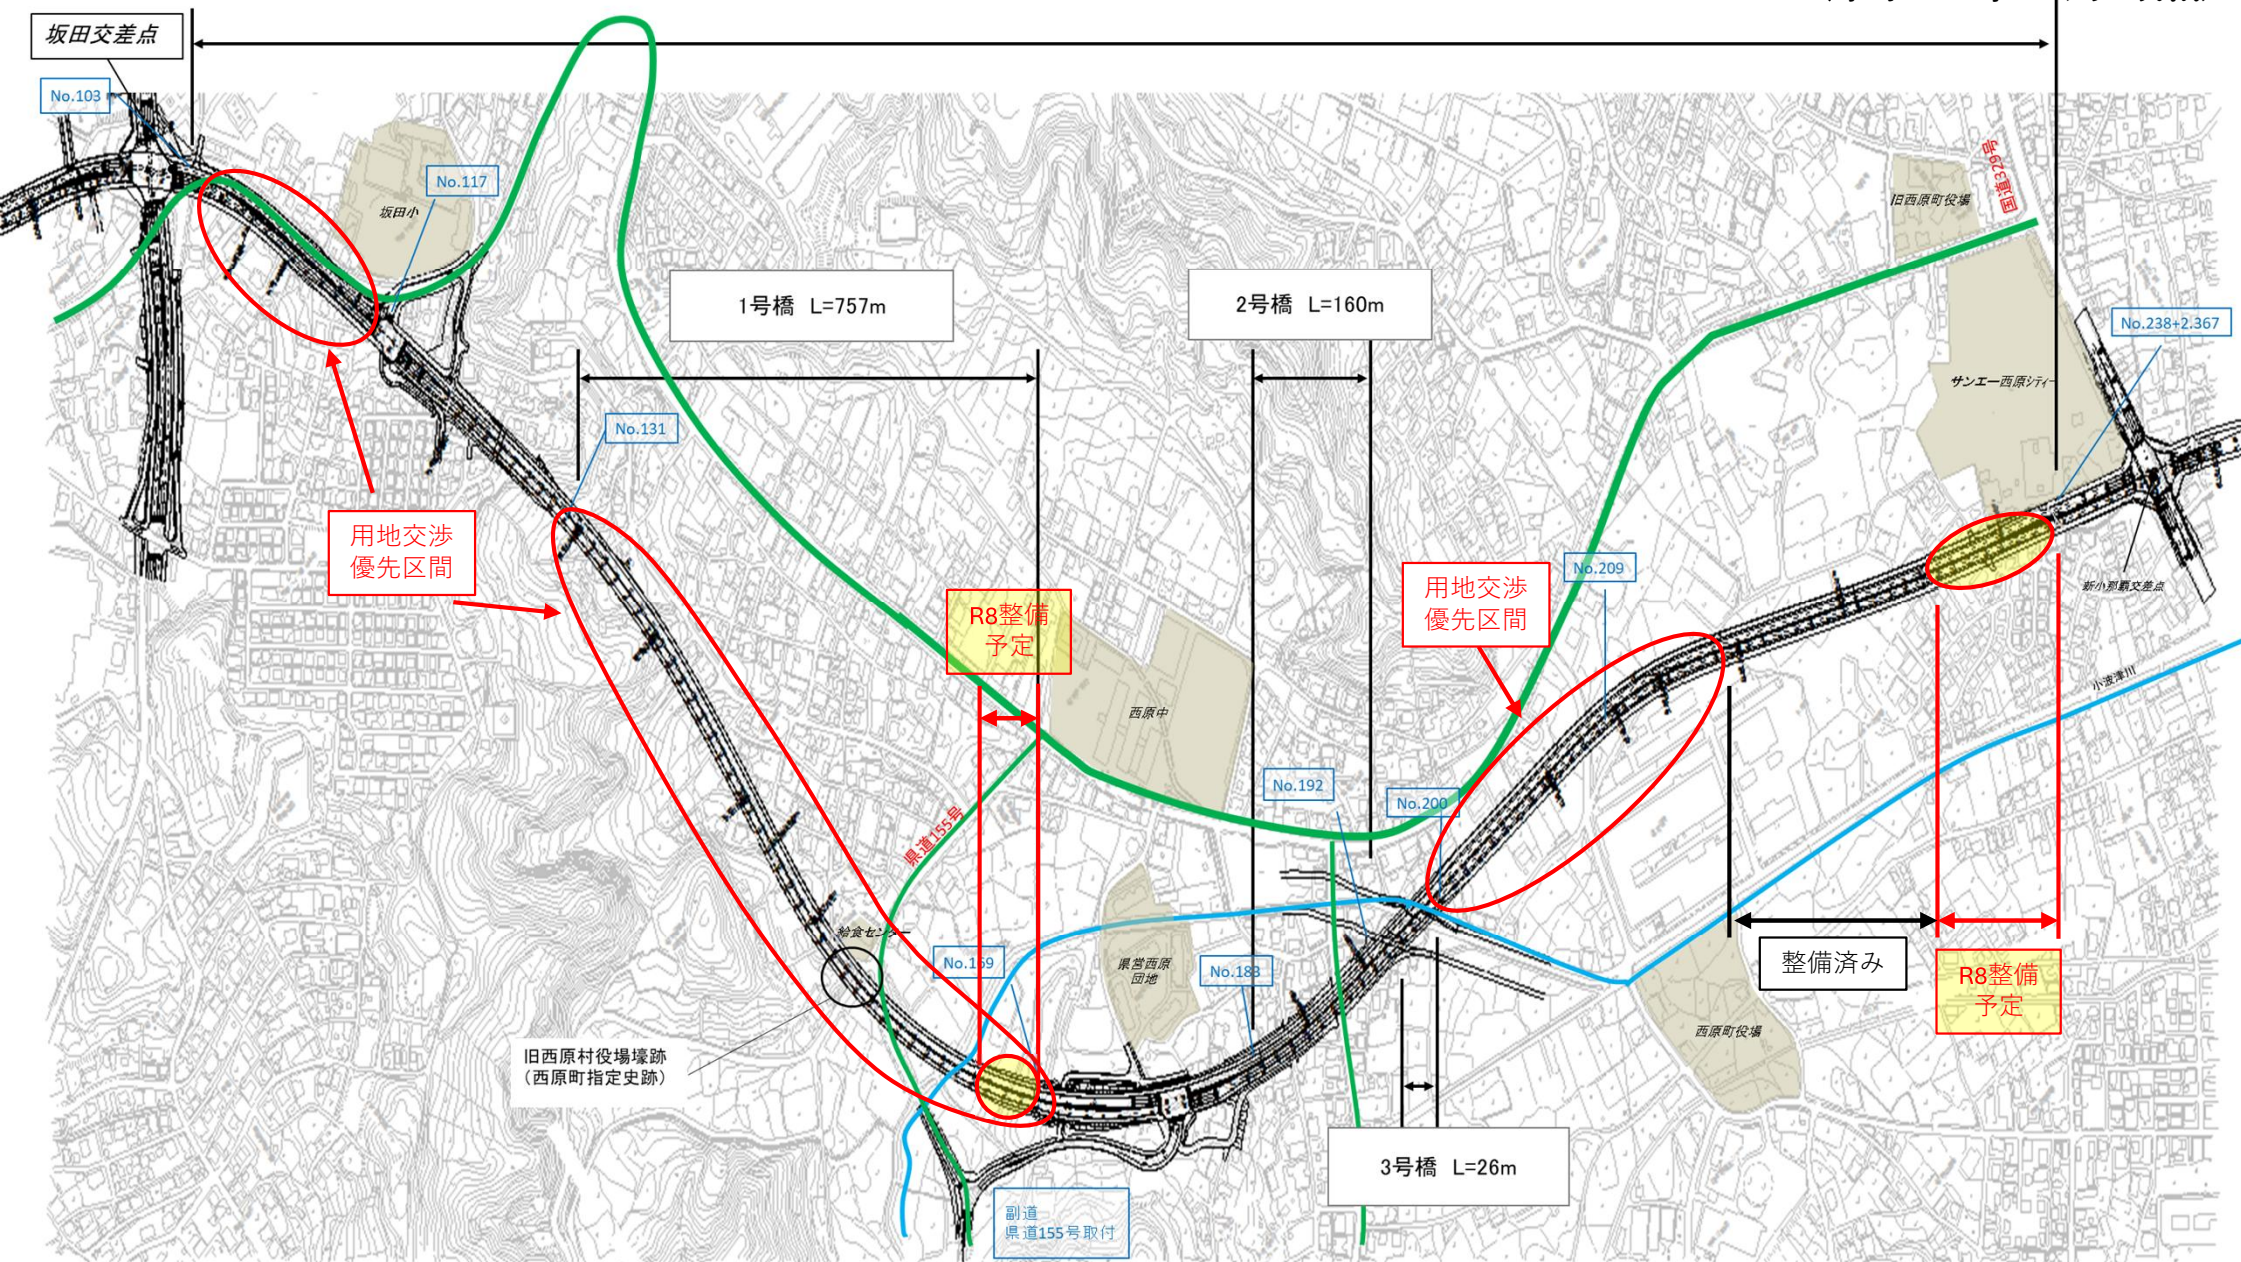 坂田交差点
No.103
No.117
坂田小
国道329号
旧西原町役場
1号橋 L=757m
2号橋 L=160m
No.238+2.367
サンエー西原シティー
No.131
用地交渉
優先区間
R8整備
予定
用地交渉
優先区間
No.209
新小那覇交差点
小波津川
西原中
No.192
No.200
県道155号
給食センター
No.169
県営西原
団地
No.183
整備済み
R8整備
予定
西原町役場
旧西原村役場壕跡
（西原町指定史跡）
3号橋 L=26m
副道
県道155号取付